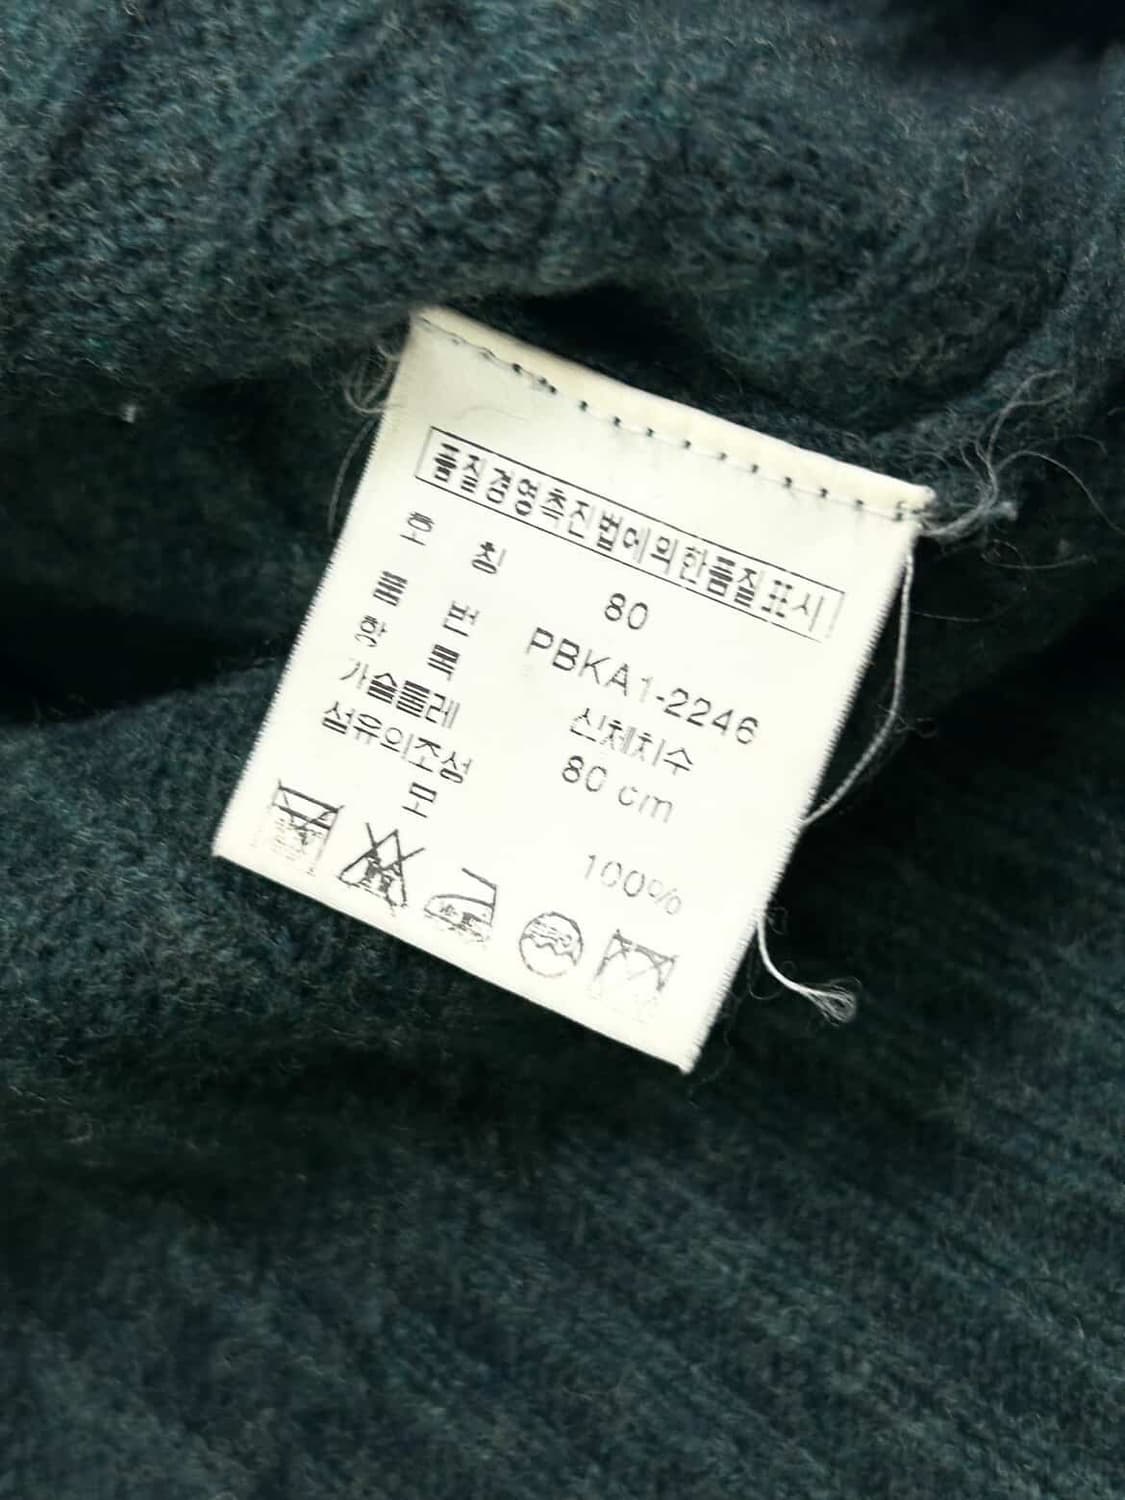 품질경영촉진법에의한품질표시
호 칭 80
품 번 PBKA1-2246
항 목 신체치수
가슴둘레 80 cm
섬유의조성
모 100%